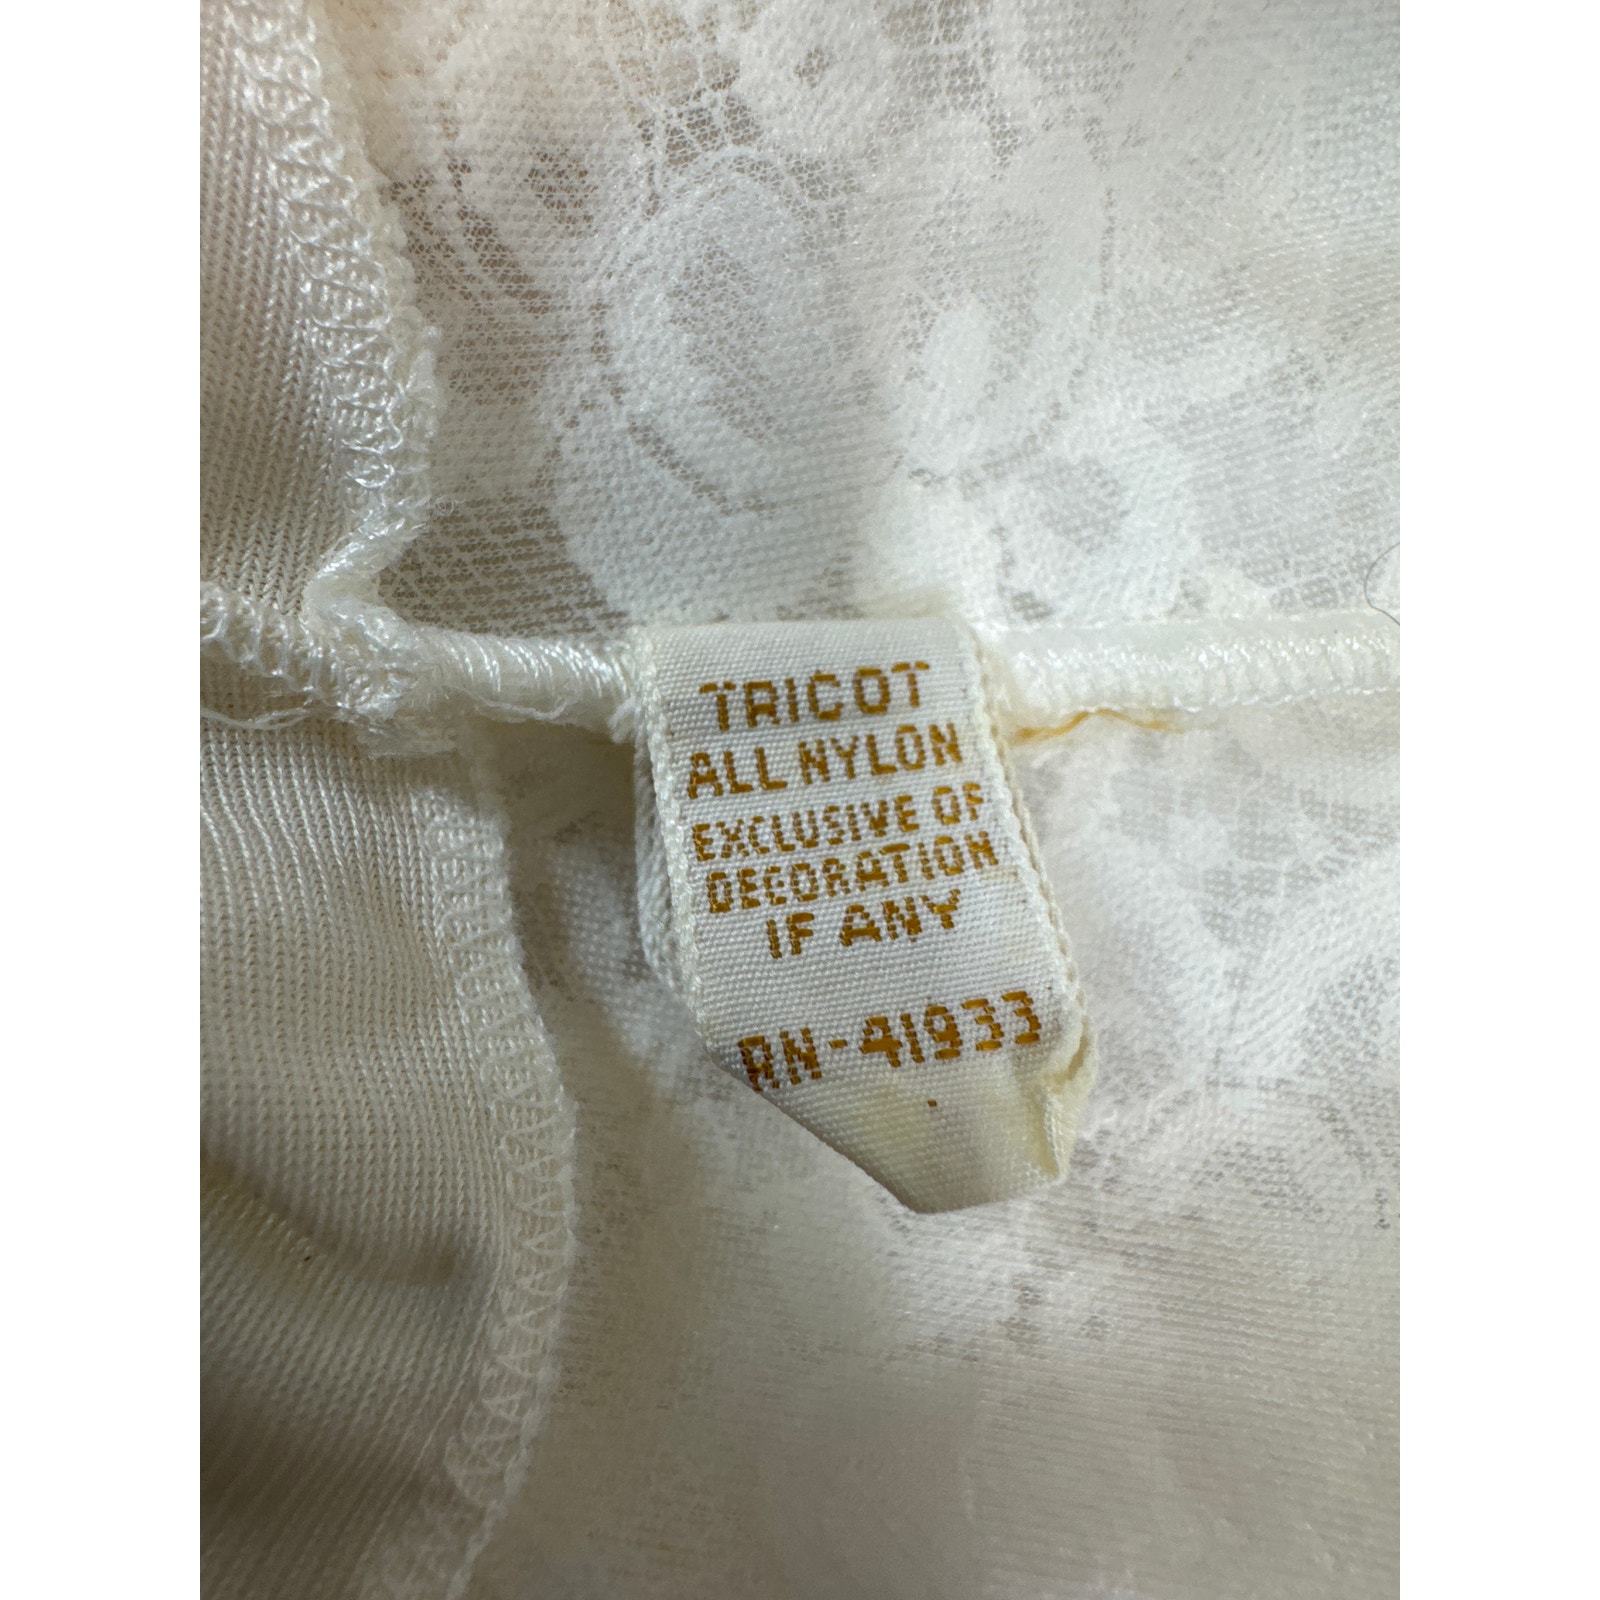 TRICOT
ALL NYLON
EXCLUSIVE OF
DECORATION
IF ANY
RN-41933